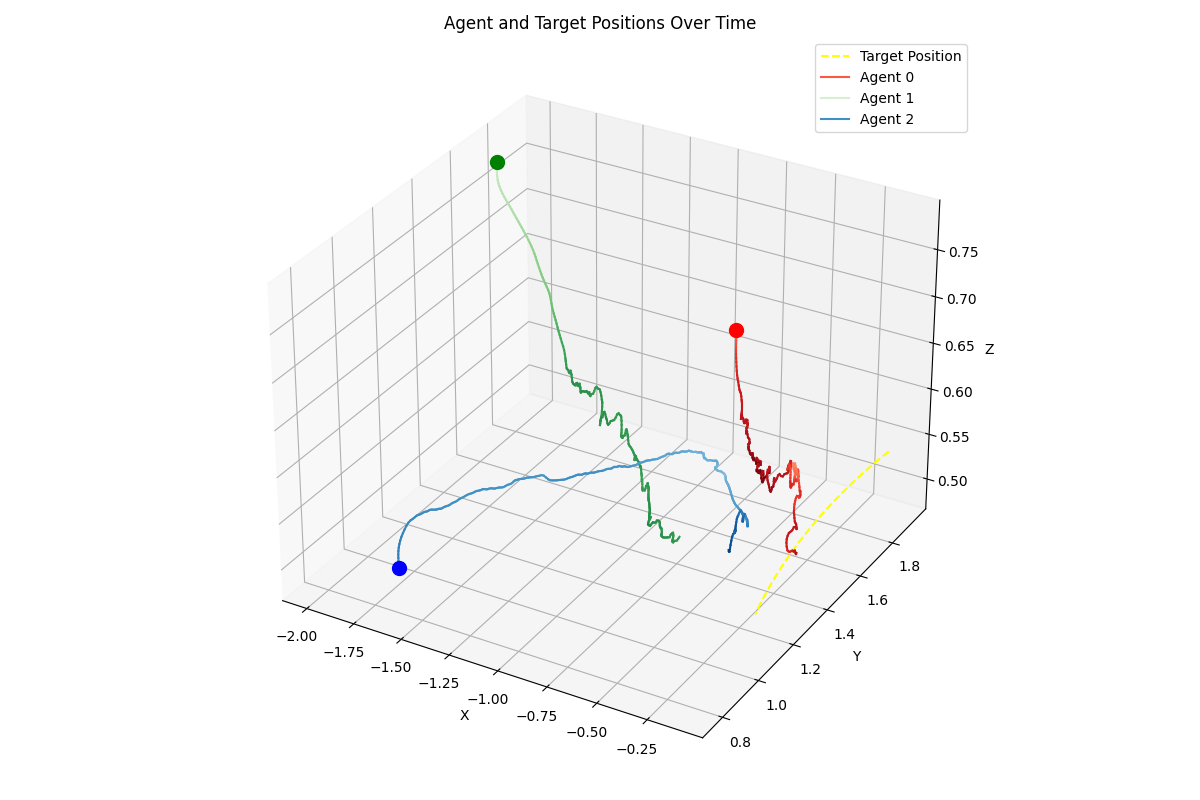 Agent and Target Positions Over Time
Target Position
Agent 0
Agent 1
Agent 2
0.75
0.70
0.65
0.60
0.55
0.50
Z
−2.00
−1.75
−1.50
−1.25
−1.00
−0.75
−0.50
−0.25
X
0.8
1.0
1.2
1.4
1.6
1.8
Y